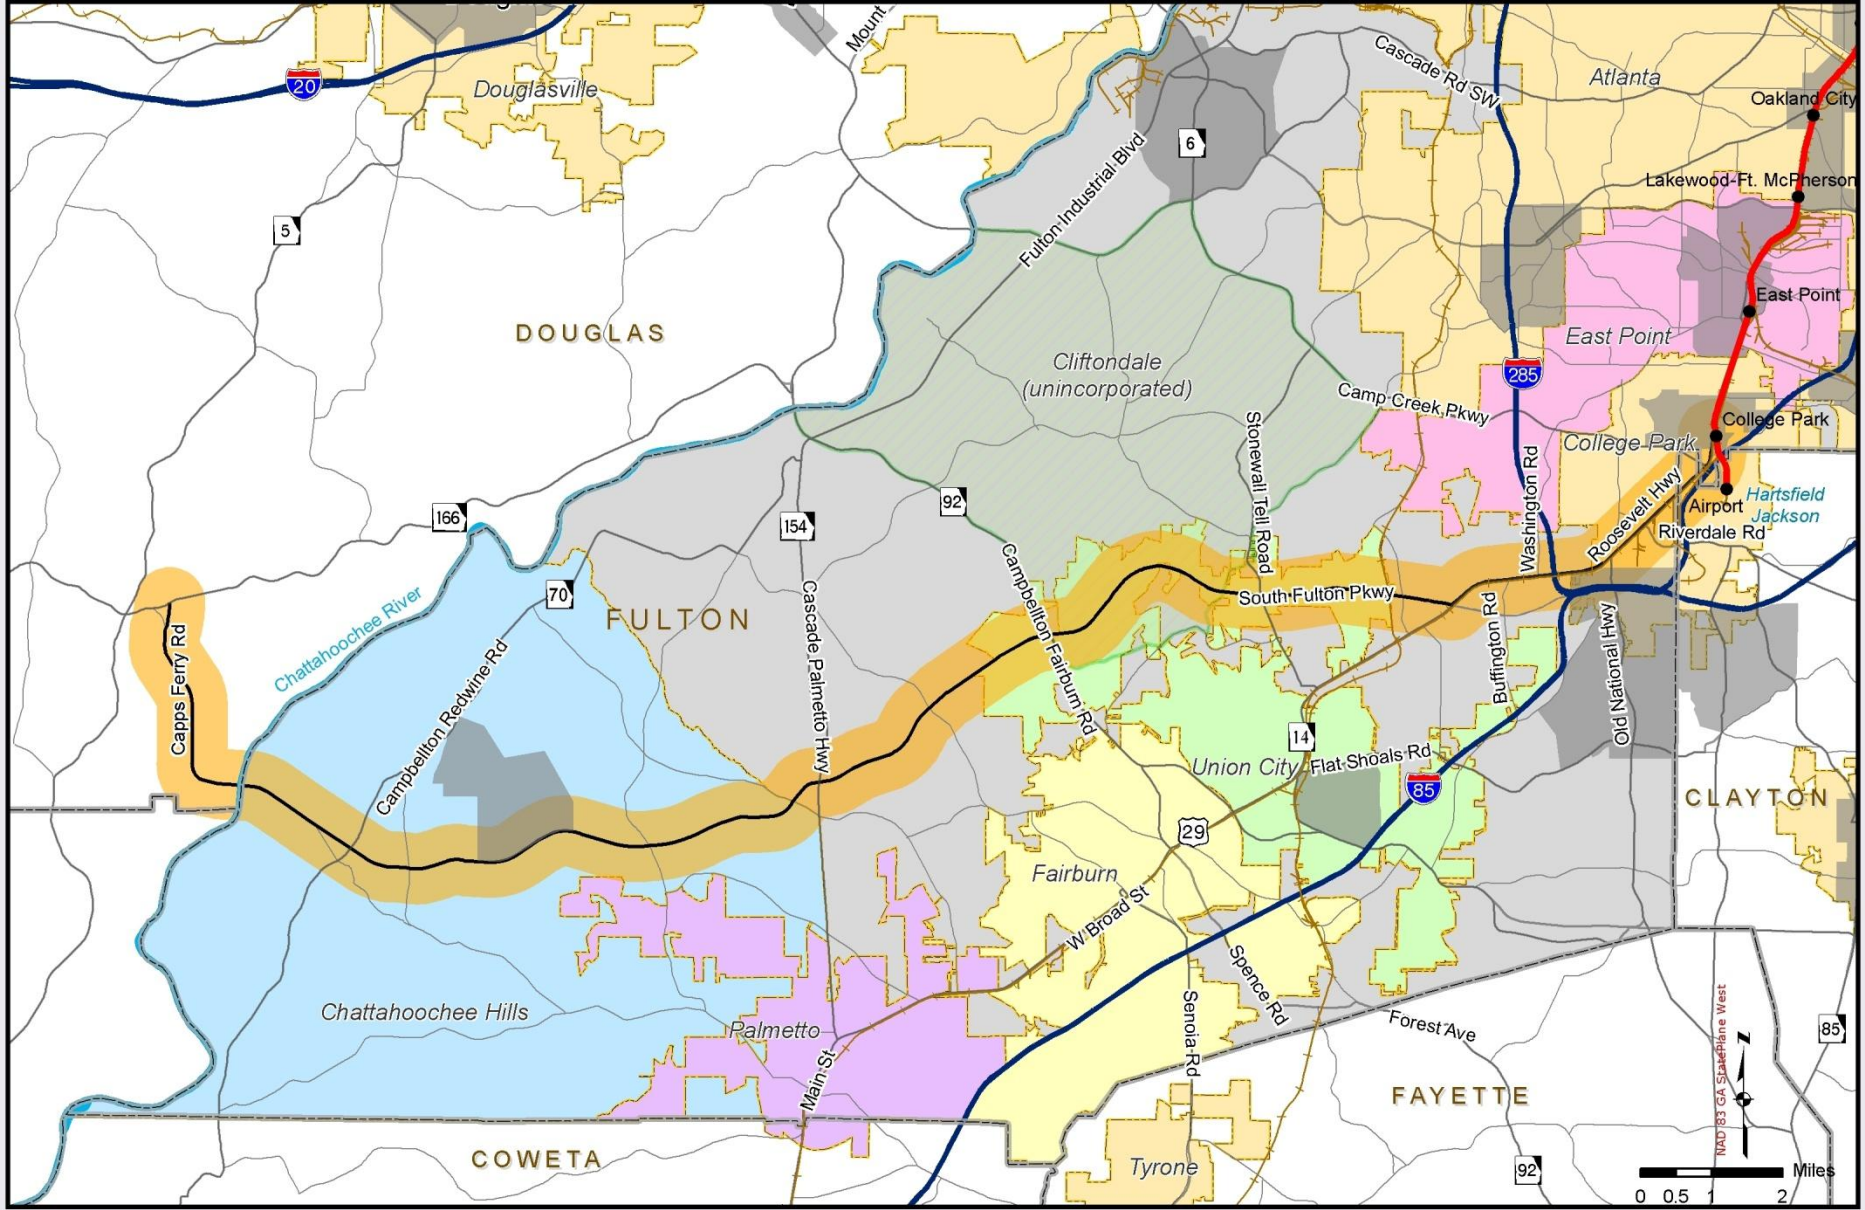 Mount
Cascade Rd SW
Atlanta
20
Douglasville
Oakland City
6
Lakewood-Ft. McPherson
Fulton Industrial Blvd
5
East Point
DOUGLAS
East Point
Cliftondale
(unincorporated)
285
Camp Creek Pkwy
College Park
College Park
Stonewall Tell Road
Washington Rd
Roosevelt Hwy
Hartsfield
Jackson
Airport
Riverdale Rd
92
166
154
Campbellton Fairburn Rd
70
South Fulton Pkwy
Chattahoochee River
FULTON
Cascade Palmetto Hwy
Capps Ferry Rd
Campbellton Redwine Rd
Buffington Rd
Old National Hwy
14
Union City
Flat Shoals Rd
85
CLAYTON
29
Fairburn
W Broad St
Spence Rd
Senoia Rd
Chattahoochee Hills
Palmetto
Main St
Forest Ave
85
NAD 83 GA StatePlane West
Z
FAYETTE
COWETA
Tyrone
92
Miles
0 0.5 1 2